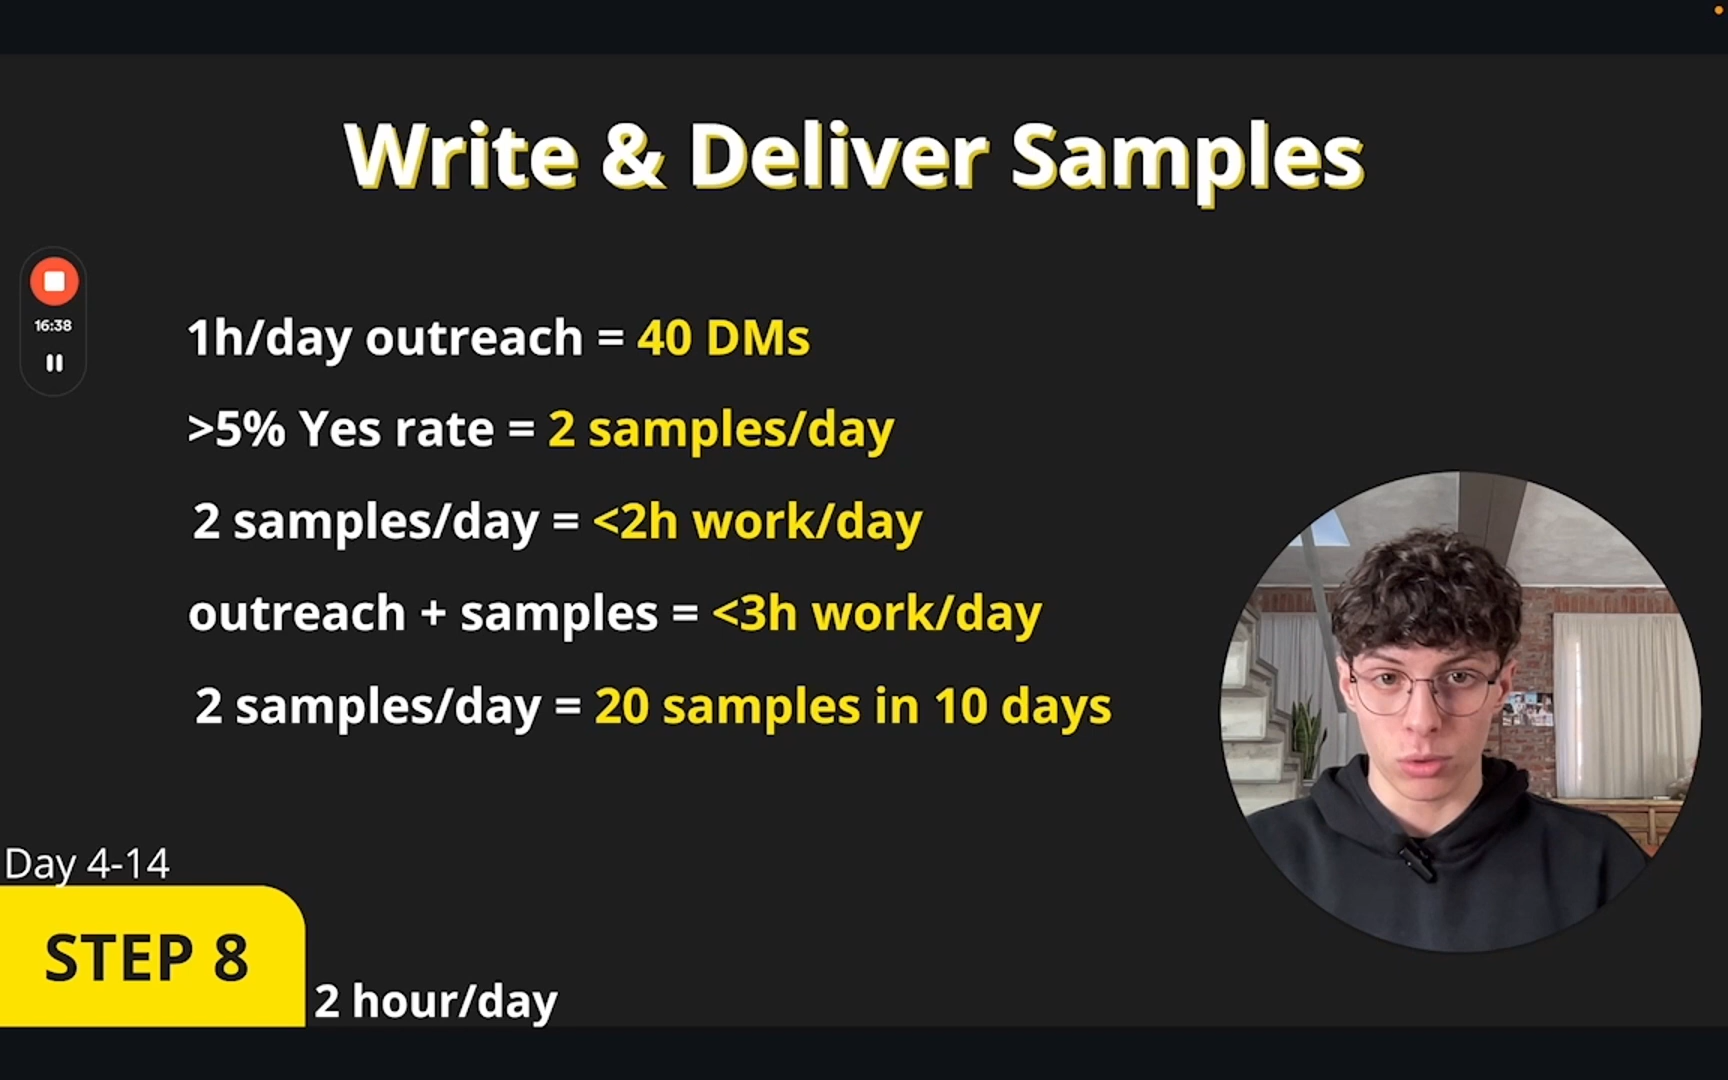 Write & Deliver Samples
16:38
1h/day outreach = 40 DMs
>5% Yes rate = 2 samples/day
2 samples/day = <2h work/day
outreach + samples = <3h work/day
2 samples/day = 20 samples in 10 days
Day 4-14
STEP 8
2 hour/day